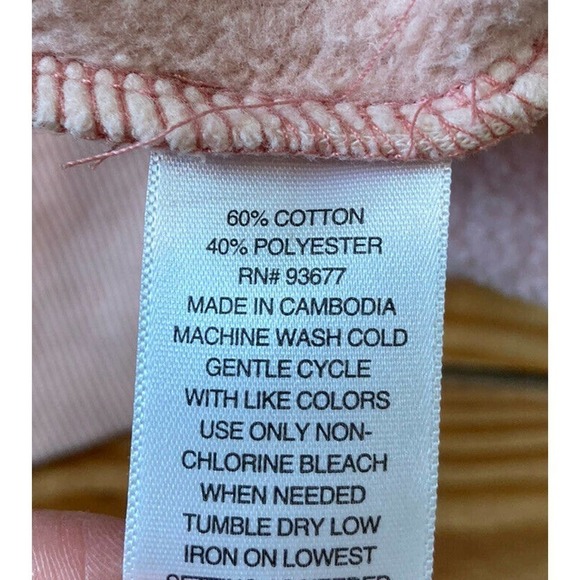 60% COTTON
40% POLYESTER
RN# 93677
MADE IN CAMBODIA
MACHINE WASH COLD
GENTLE CYCLE
WITH LIKE COLORS
USE ONLY NON-
CHLORINE BLEACH
WHEN NEEDED
TUMBLE DRY LOW
IRON ON LOWEST